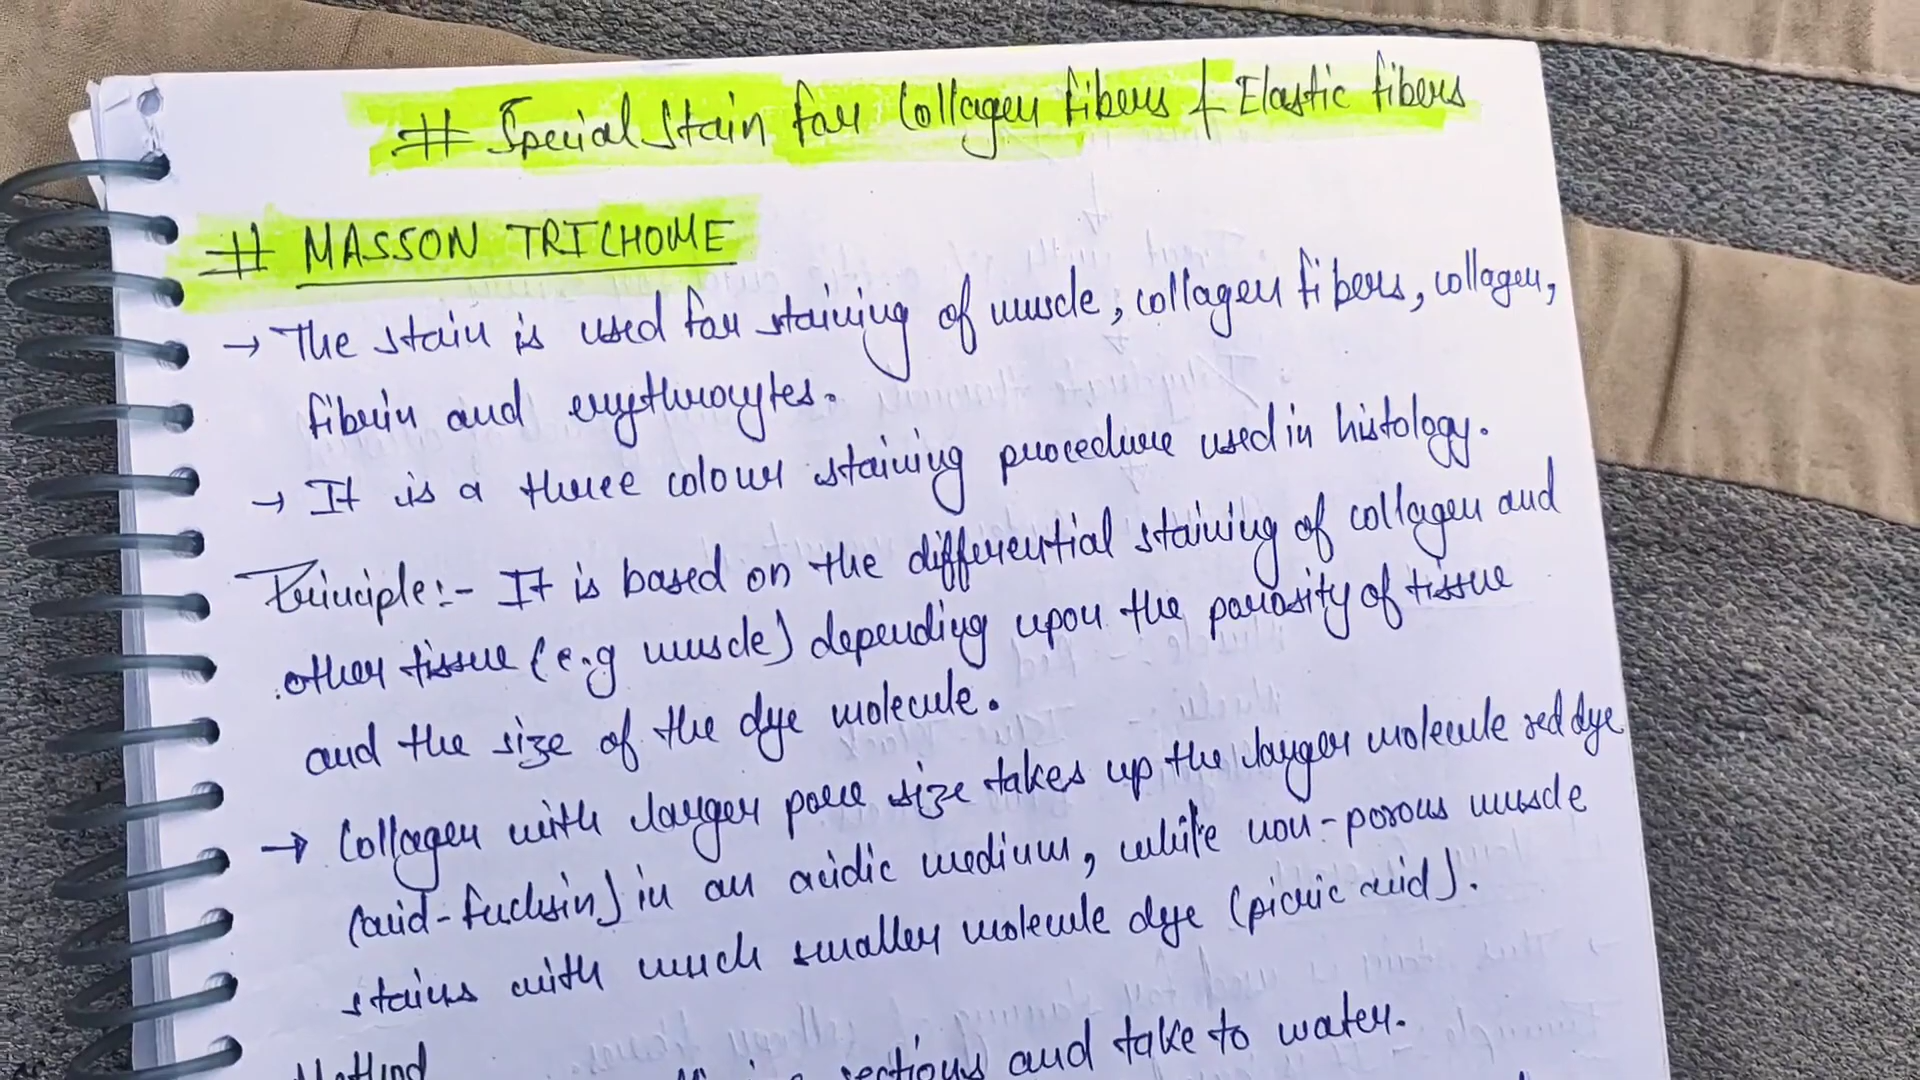 # Special Stain for Collagen fibers & Elastic fibers
# MASSON TRICHOME
→ The stain is used for staining of muscle, collagen fibers, collagen,
fibrin and erythrocytes.
→ It is a three colour staining procedure used in histology.
Principle:- It is based on the differential staining of collagen and
other tissue (e.g muscle) depending upon the porosity of tissue
and the size of the dye molecule.
→ Collagen with larger pore size takes up the larger molecule red dye
(acid-fuchsin) in an acidic medium, while non-porous muscle
stains with much smaller molecule dye (picric acid).
Method
sections and take to water.